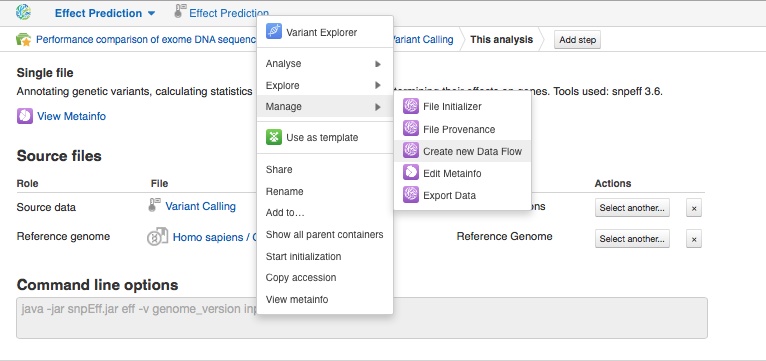 Effect Prediction Effect Prediction
Performance comparison of exome DNA sequenc Variant Calling This analysis Add step
Single file
Annotating genetic variants, calculating statistics their effects on genes. Tools used: snpeff 3.6.
View Metainfo
Source files
Role File Actions
Source data Variant Calling Select another... ×
Reference genome Homo sapiens / Reference Genome Select another... ×
Command line options
java -jar snpEff.jar eff -v genome_version
Variant Explorer
Analyse
Explore
Manage
Use as template
Share
Rename
Add to…
Show all parent containers
Start initialization
Copy accession
View metainfo
File Initializer
File Provenance
Create new Data Flow
Edit Metainfo
Export Data